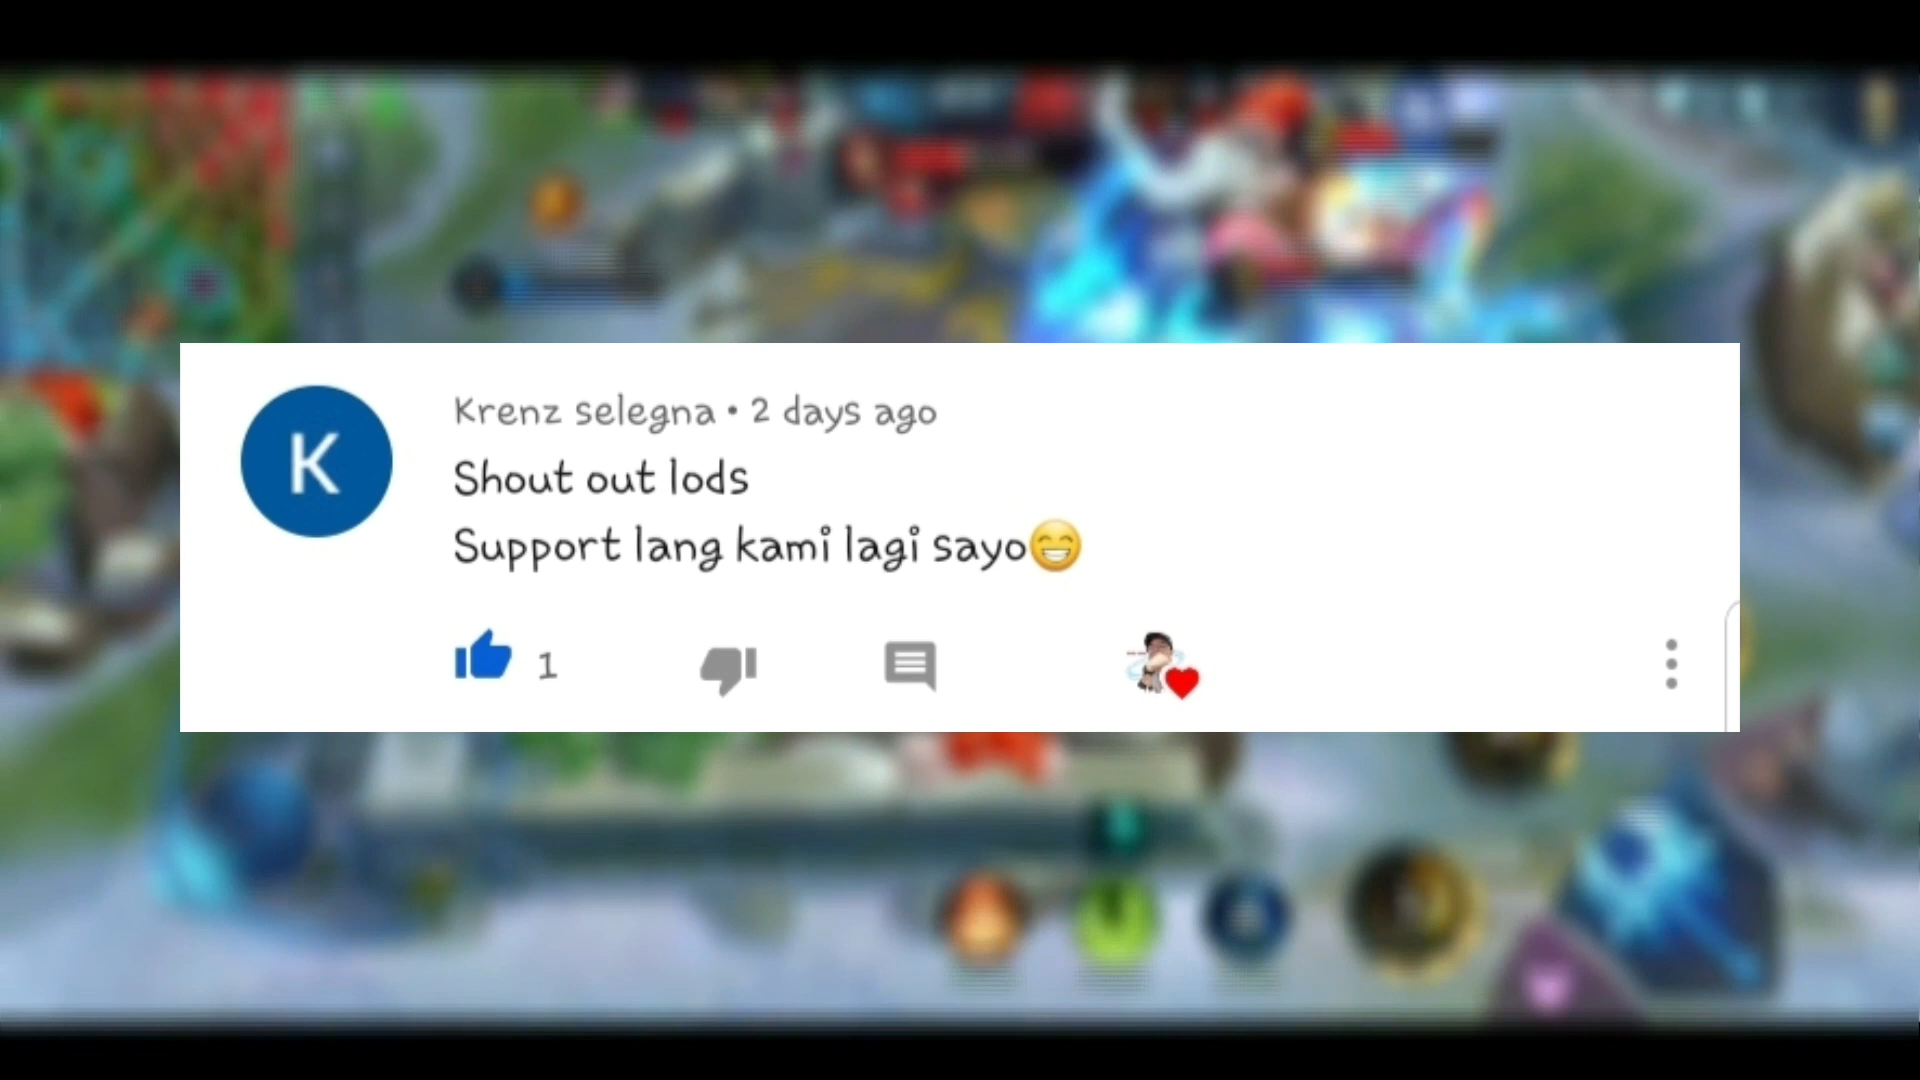 K
Krenz selegna • 2 days ago
Shout out lods
Support lang kami lagi sayo😁
1